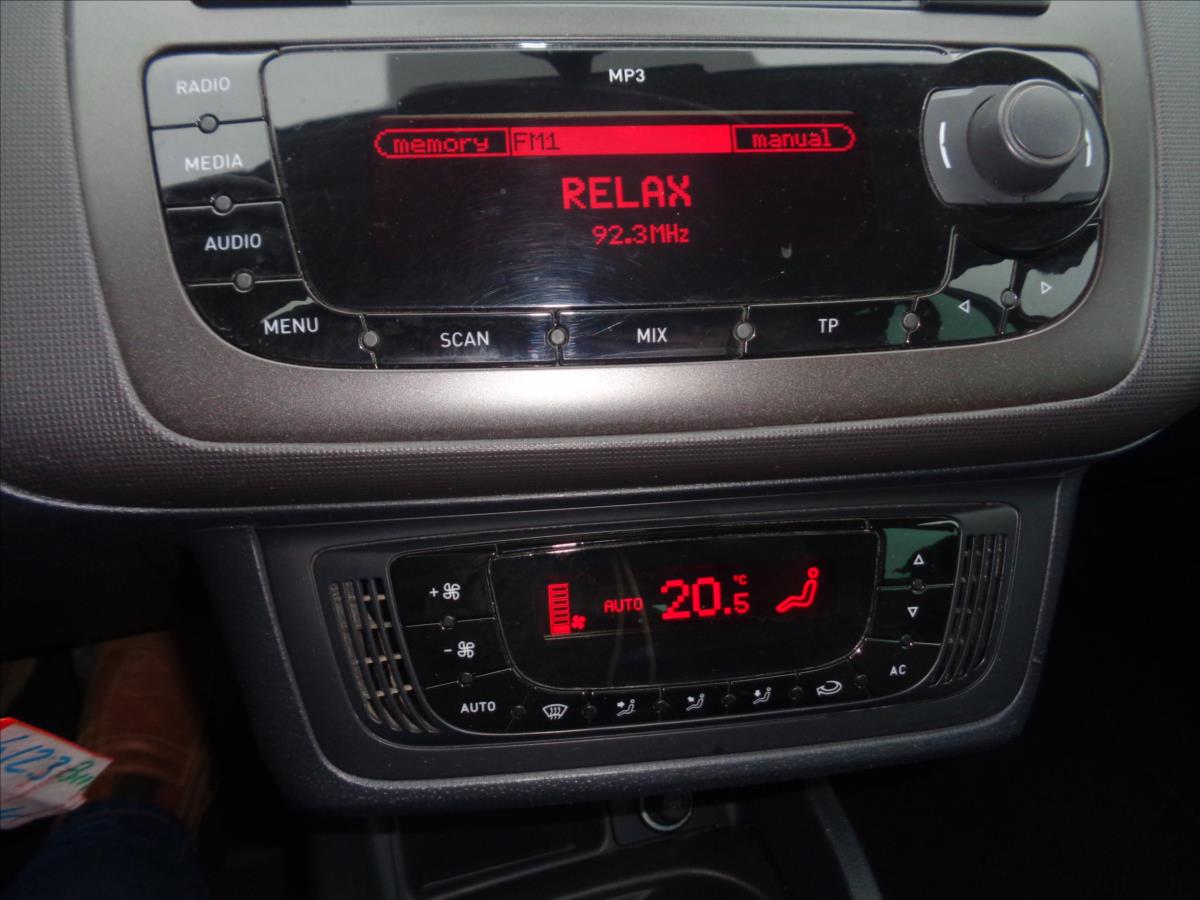 MP3
RADIO
memory FM1 manual
MEDIA
RELAX
AUDIO
92.3MHz
MENU SCAN MIX TP
AUTO 20.5 °C
AUTO
AC
4123